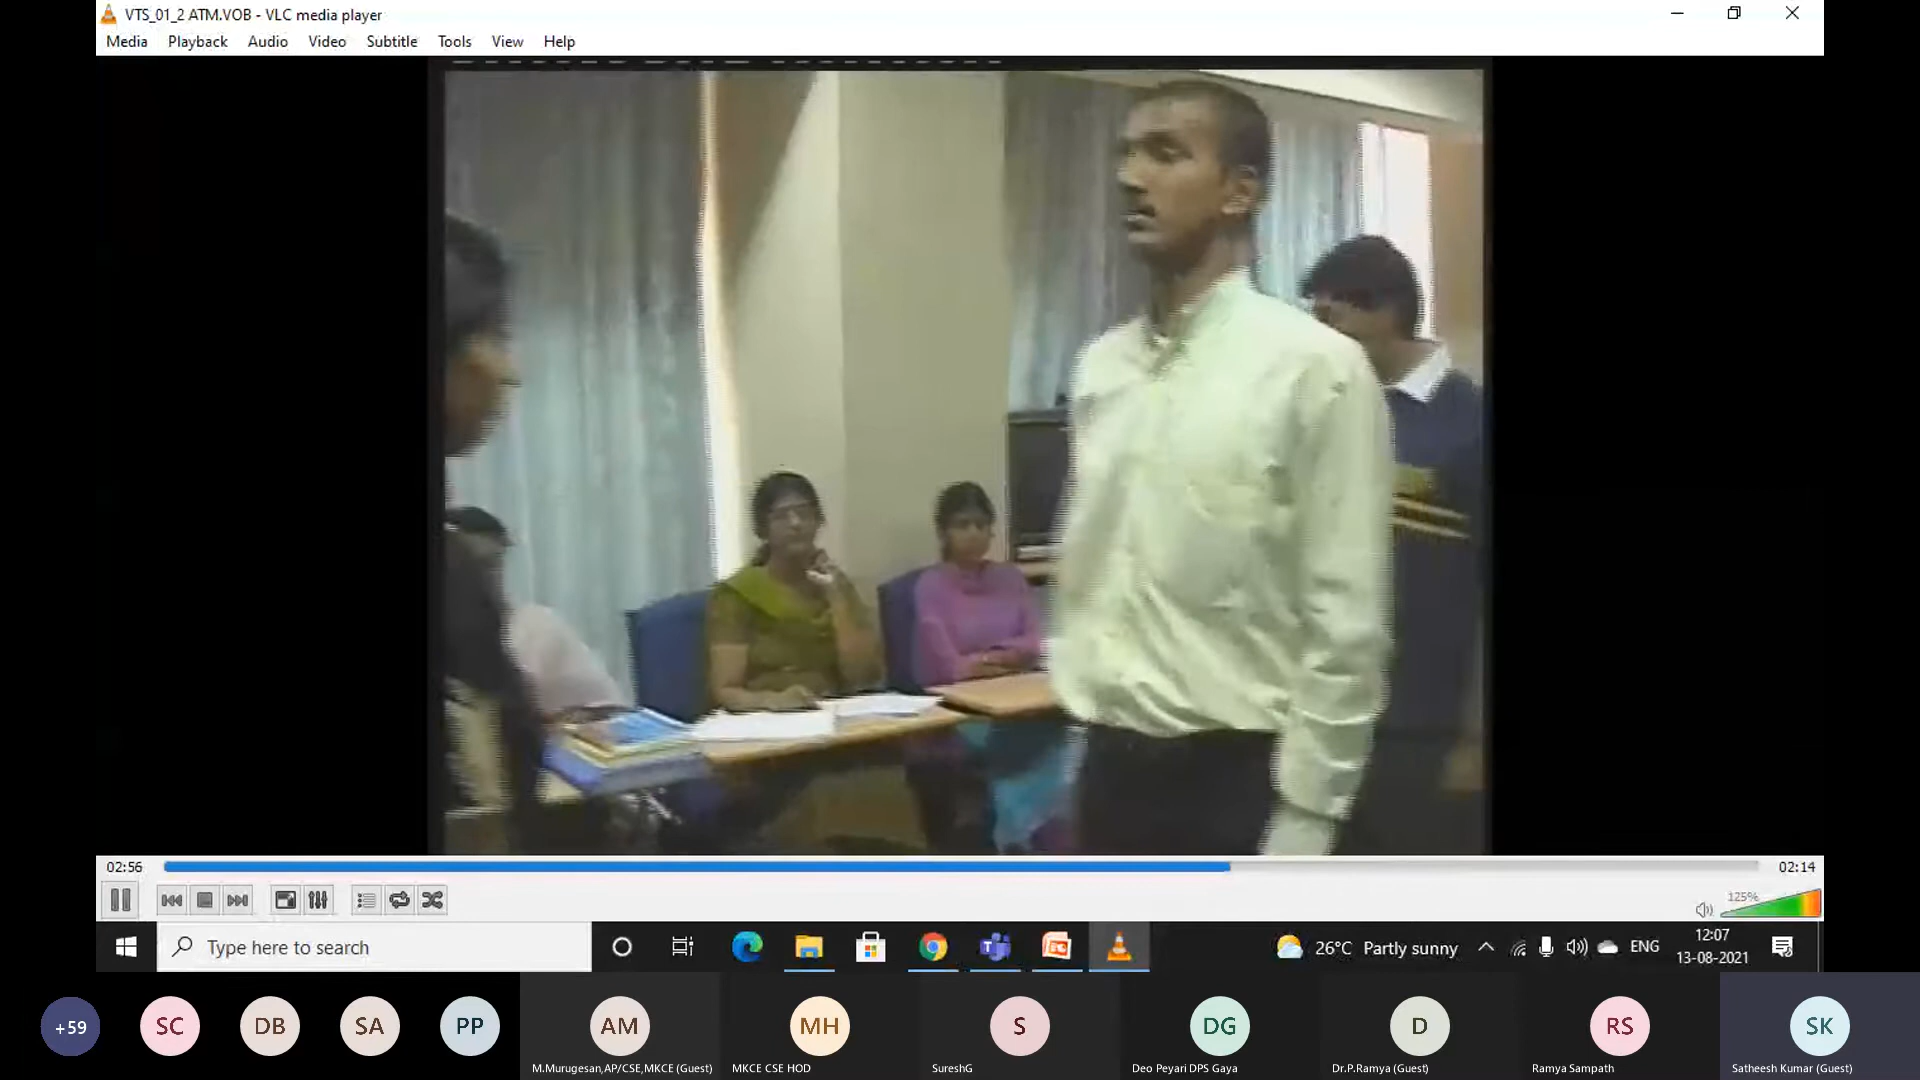 VTS_01_2 ATM.VOB - VLC media player
Media Playback Audio Video Subtitle Tools View Help
02:56
02:14
125%
Type here to search
26°C Partly sunny
ENG
12:07
13-08-2021
+59
SC
DB
SA
PP
AM
MH
S
DG
D
RS
SK
M.Murugesan,AP/CSE,MKCE (Guest)
MKCE CSE HOD
SureshG
Deo Peyari DPS Gaya
Dr.P.Ramya (Guest)
Ramya Sampath
Satheesh Kumar (Guest)